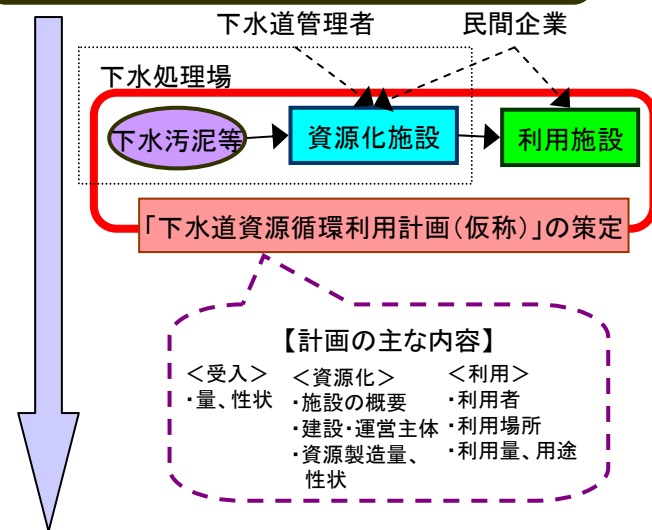 下水道管理者 民間企業
下水処理場
下水汚泥等 資源化施設 利用施設
「下水道資源循環利用計画(仮称)」の策定
【計画の主な内容】
＜受入＞
・量、性状
＜資源化＞
・施設の概要
・建設・運営主体
・資源製造量、
性状
＜利用＞
・利用者
・利用場所
・利用量、用途